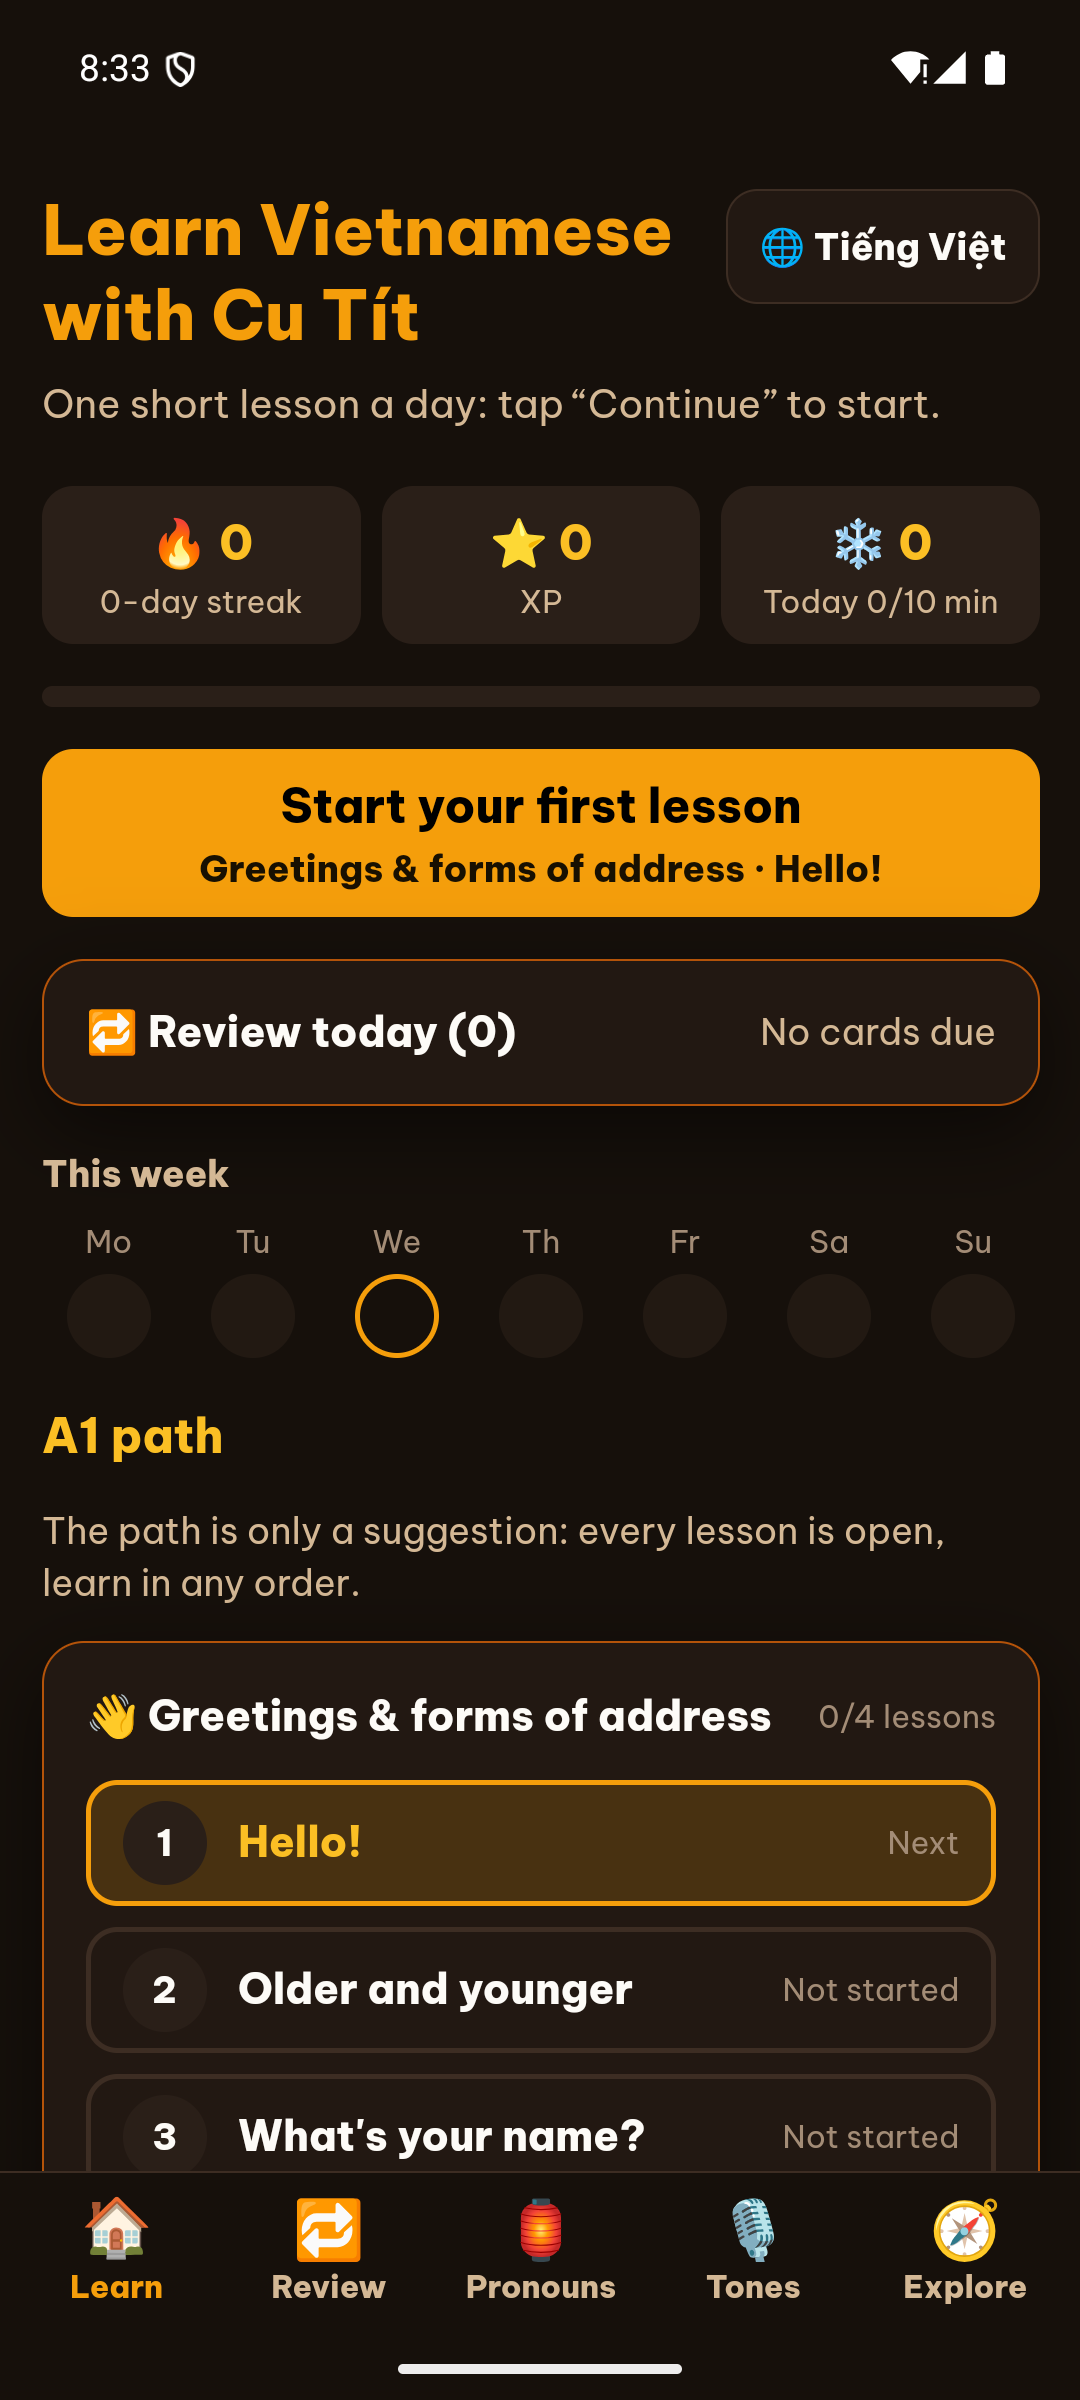 8:33
Learn Vietnamese
with Cu Tít
🌐 Tiếng Việt
One short lesson a day: tap “Continue” to start.
🔥 0
0-day streak
⭐ 0
XP
❄️ 0
Today 0/10 min
Start your first lesson
Greetings & forms of address · Hello!
🔁 Review today (0)
No cards due
This week
Mo Tu We Th Fr Sa Su
A1 path
The path is only a suggestion: every lesson is open,
learn in any order.
👋 Greetings & forms of address 0/4 lessons
1 Hello! Next
2 Older and younger Not started
3 What's your name? Not started
Learn Review Pronouns Tones Explore